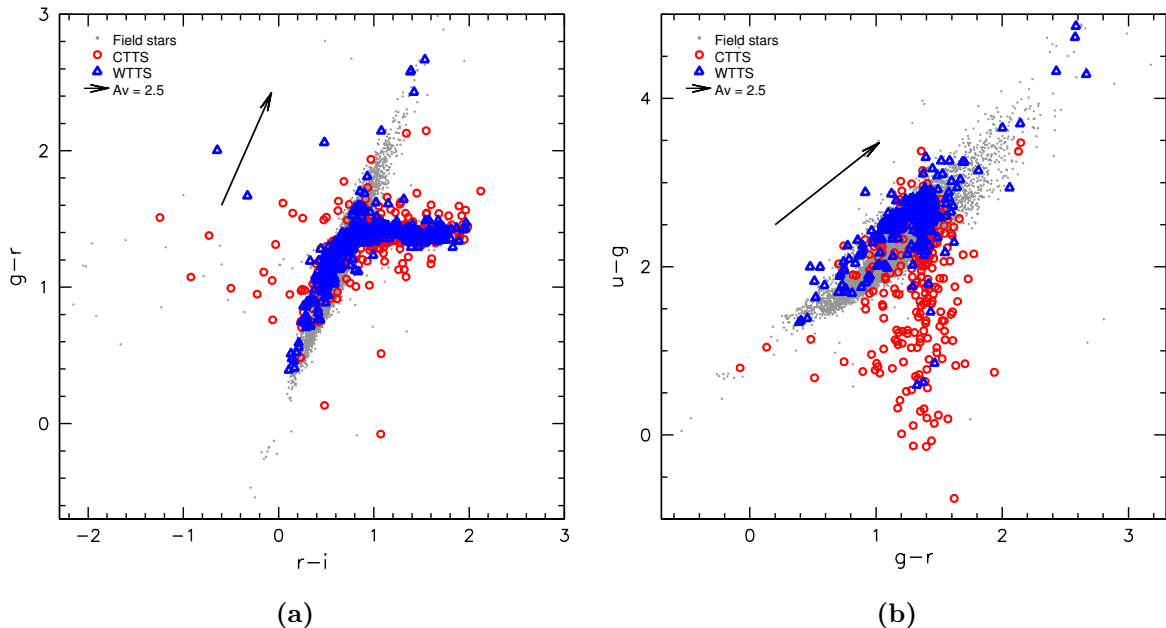 3
2
1
0
−2
−1
0
1
2
3
g−r
r−i
Field stars
CTTS
WTTS
Av = 2.5
(a)
4
2
0
0
1
2
3
u−g
g−r
Field stars
CTTS
WTTS
Av = 2.5
(b)